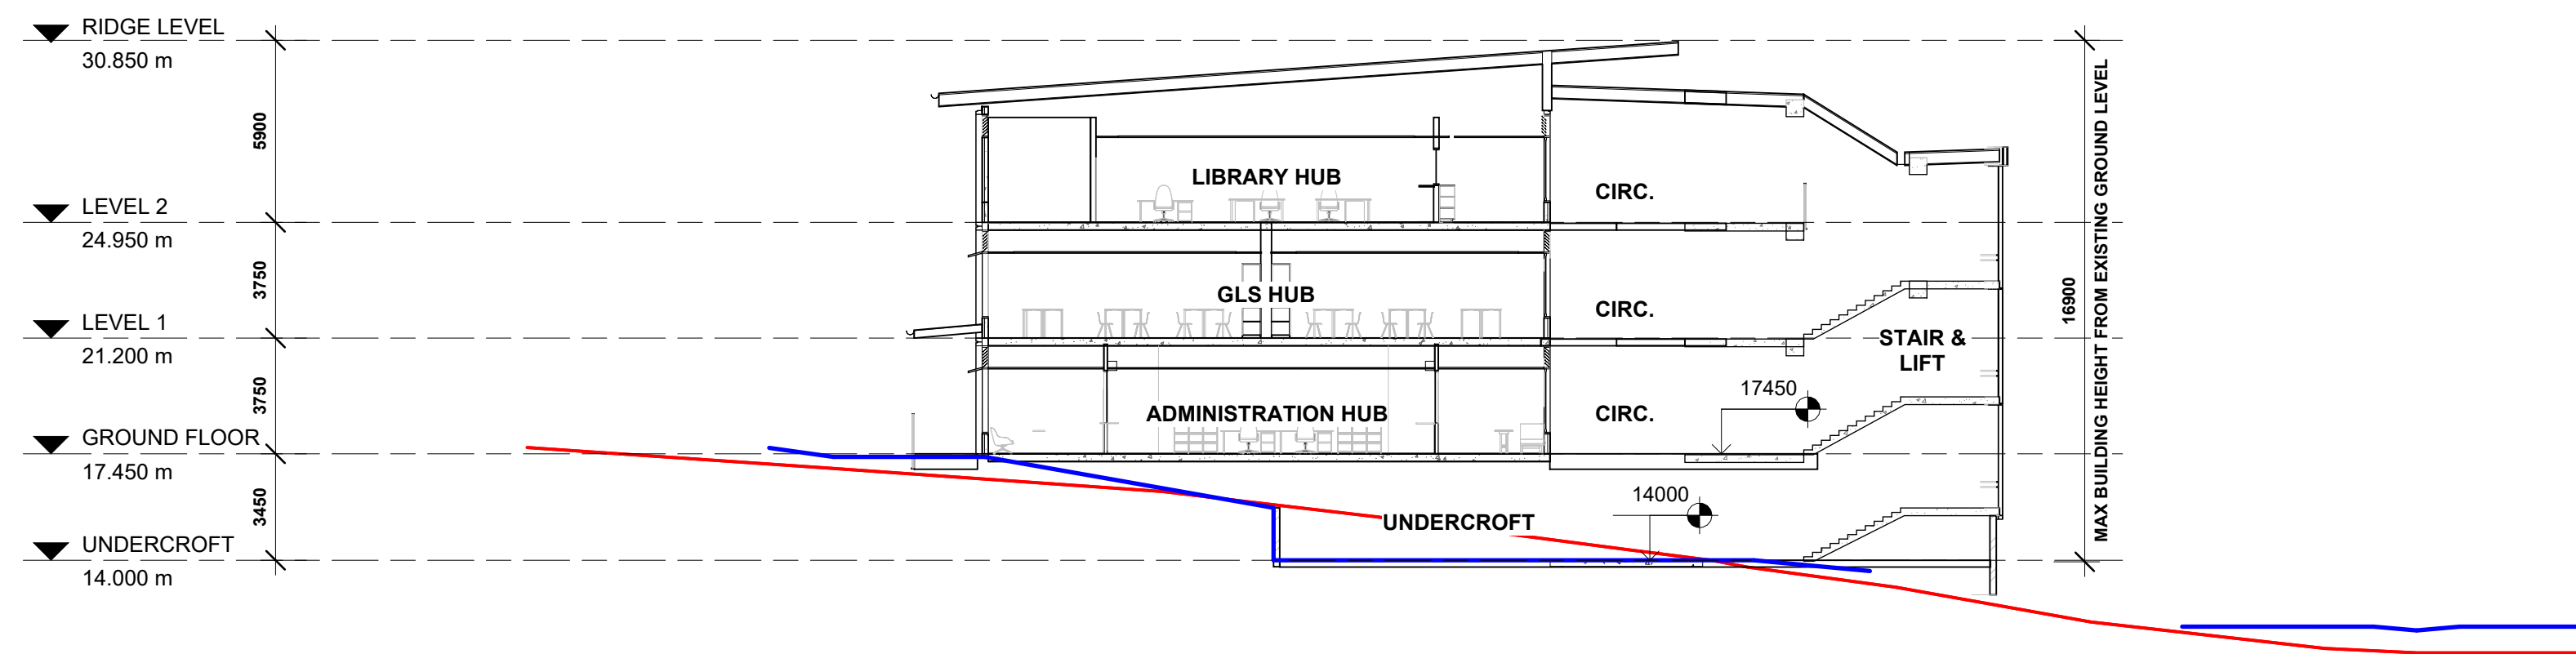 RIDGE LEVEL
30.850 m
5900
LEVEL 2
24.950 m
3750
LEVEL 1
21.200 m
3750
GROUND FLOOR
17.450 m
3450
UNDERCROFT
14.000 m
LIBRARY HUB
CIRC.
GLS HUB
CIRC.
STAIR &
LIFT
ADMINISTRATION HUB
CIRC.
17450
UNDERCROFT
14000
16900
MAX BUILDING HEIGHT FROM EXISTING GROUND LEVEL